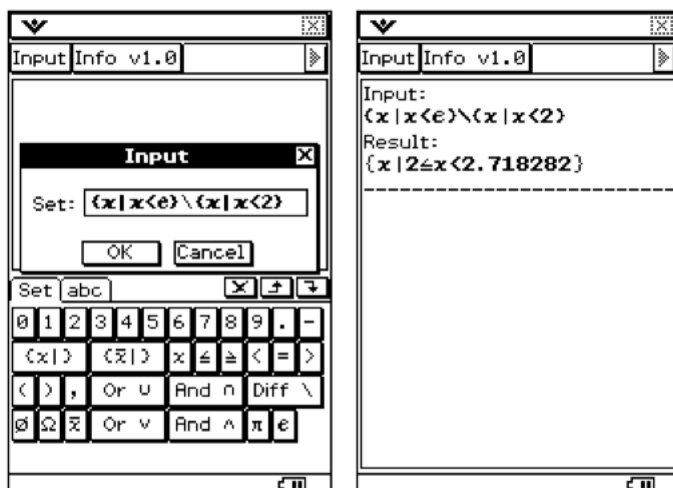 Input Info v1.0
Input
Set: {x|x<e}\{x|x<2}
OK Cancel
Set abc
0 1 2 3 4 5 6 7 8 9 . -
{x|} {x̅|} x ≤ ≥ < = >
( ) , Or ∪ And ∩ Diff \
Ø Ω x̅ Or ∨ And ∧ π e
Input Info v1.0
Input:
{x|x<e}\{x|x<2}
Result:
{x|2≤x<2.718282}